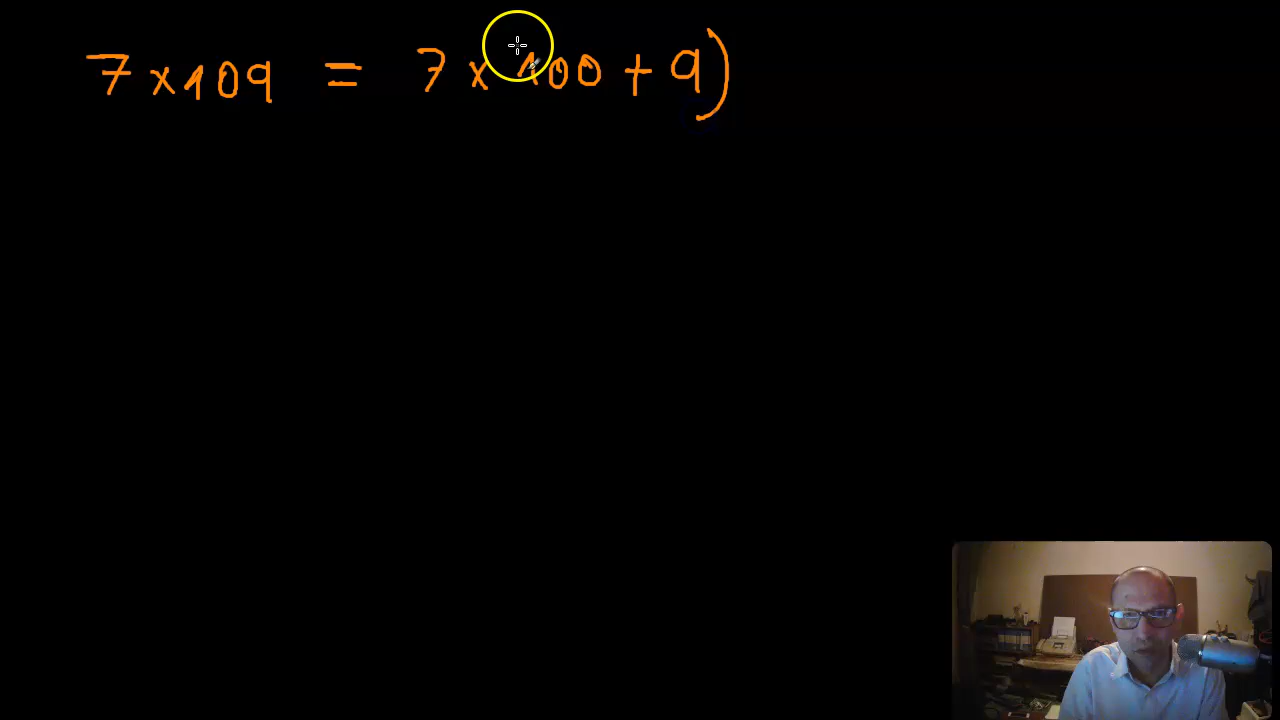 7 x 109 = 7 x 100 + 9)